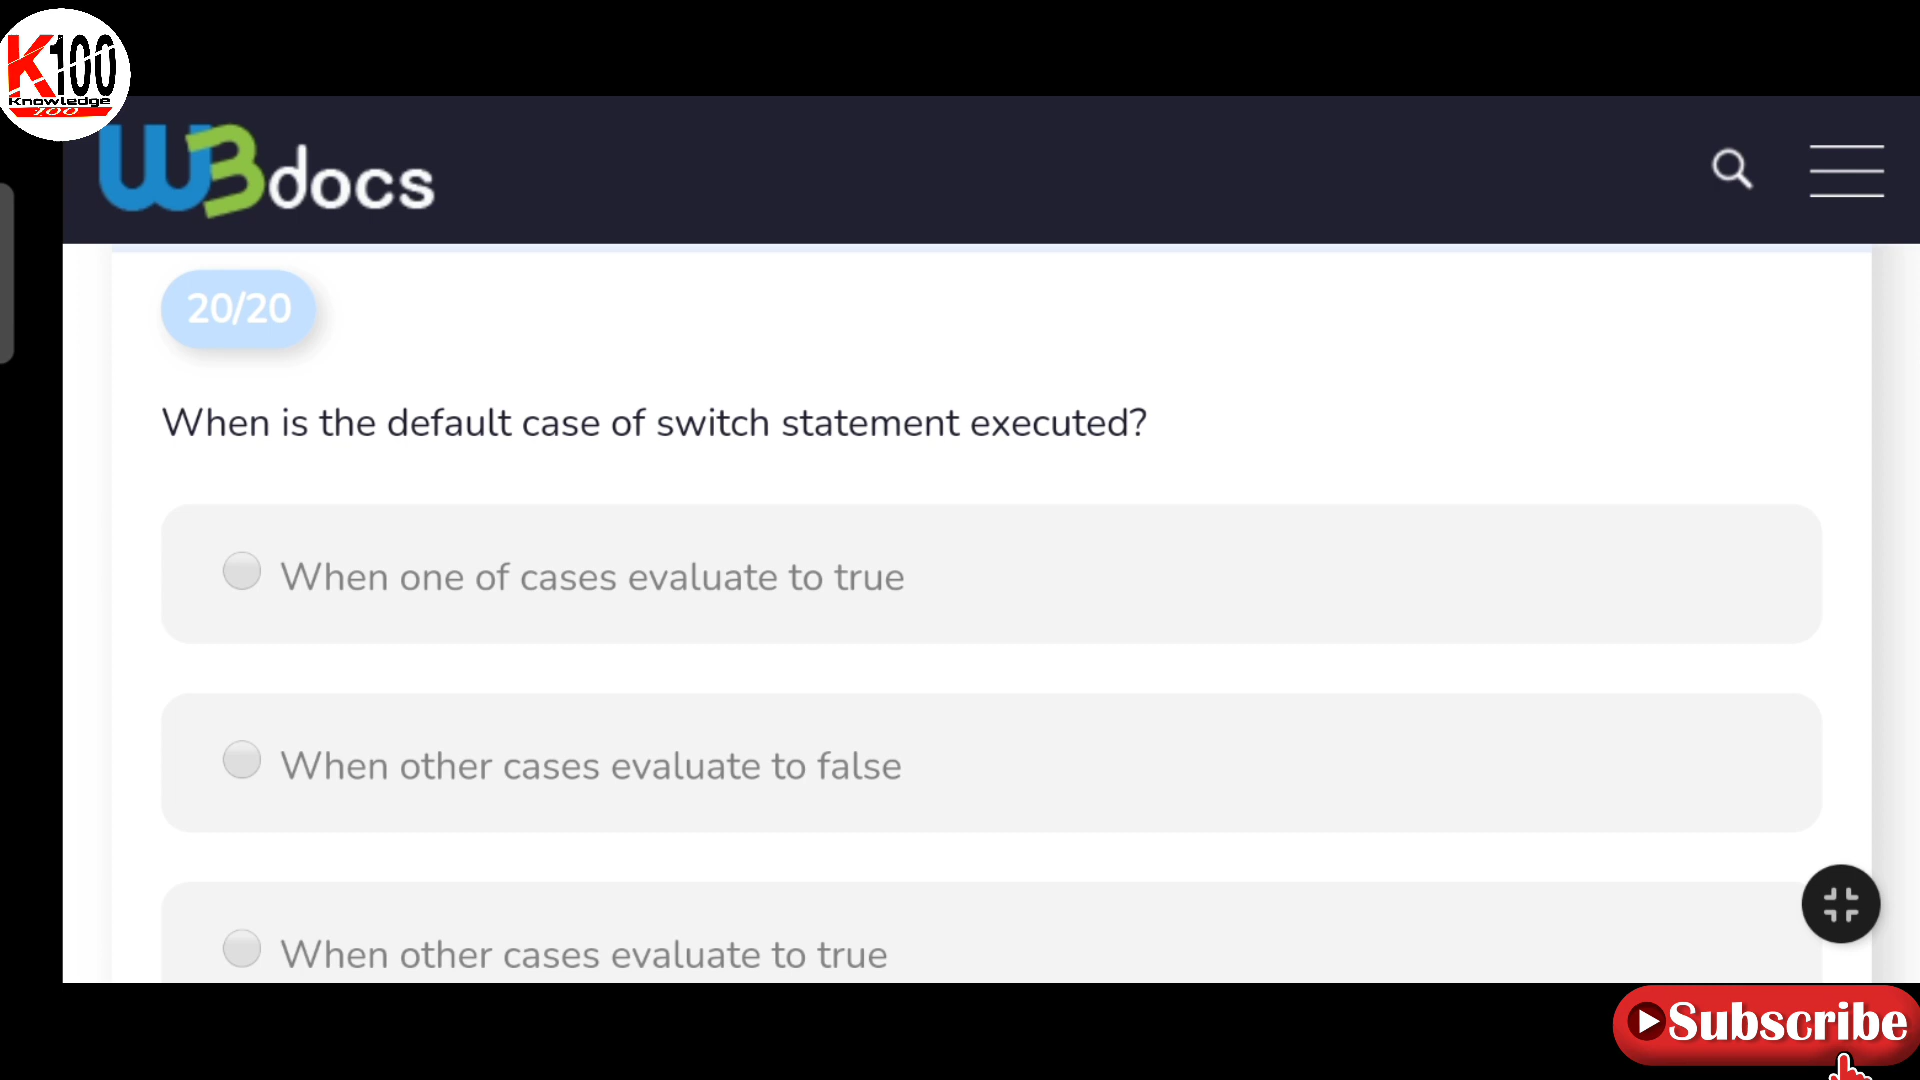 K100
Knowledge
100
W3docs
20/20
When is the default case of switch statement executed?
When one of cases evaluate to true
When other cases evaluate to false
When other cases evaluate to true
Subscribe